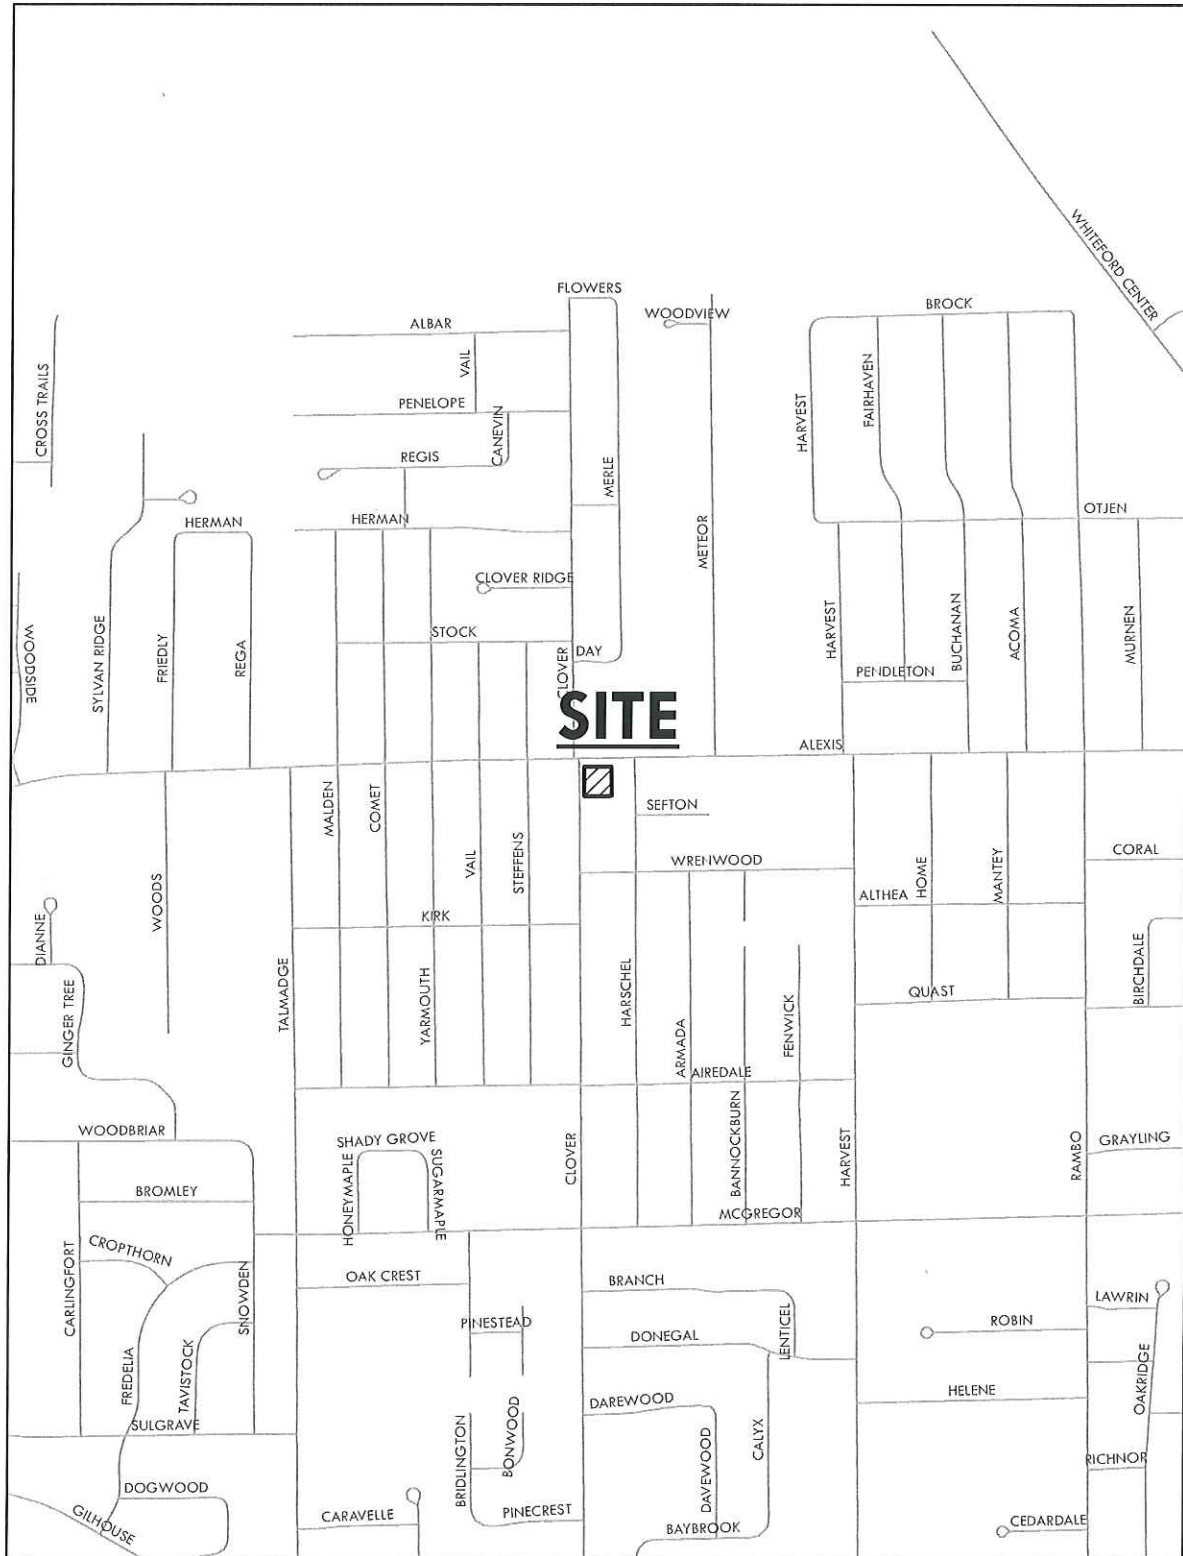 WHITEFORD CENTER
FLOWERS
WOODVIEW
BROCK
ALBAR
VAIL
CROSS TRAILS
FAIRHAVEN
PENELOPE
HARVEST
CANEVIN
REGIS
MERLE
HERMAN
HERMAN
OTJEN
METEOR
CLOVER RIDGE
WOODSIDE
SYLVAN RIDGE
FRIEDLY
REGA
STOCK
CLOVER
DAY
HARVEST
BUCHANAN
ACOMA
MURNEN
PENDLETON
SITE
ALEXIS
MALDEN
COMET
SEFTON
VAIL
STEFFENS
WRENWOOD
CORAL
WOODS
ALTHEA
HOME
MANTEY
KIRK
DIANNE
GINGER TREE
TALMADGE
YARMOUTH
HARSCHEL
ARMADA
FENWICK
QUAST
BIRCHDALE
AIREDALE
BANNOCKBURN
WOODBRIAR
SHADY GROVE
HONEYMAPLE
SUGARMAPLE
CLOVER
HARVEST
RAMBO
GRAYLING
BROMLEY
MCGREGOR
CROPTHORN
CARLINGFORT
SNOWDEN
OAK CREST
BRANCH
LAWRIN
PINESTEAD
DONEGAL
LENTICEL
ROBIN
FREDELIA
TAVISTOCK
OAKRIDGE
DAREWOOD
HELENE
SULGRAVE
BRIDLINGTON
BONWOOD
DAVEWOOD
CALYX
RICHNOR
DOGWOOD
GILHOUSE
CARAVELLE
PINECREST
BAYBROOK
CEDARDALE